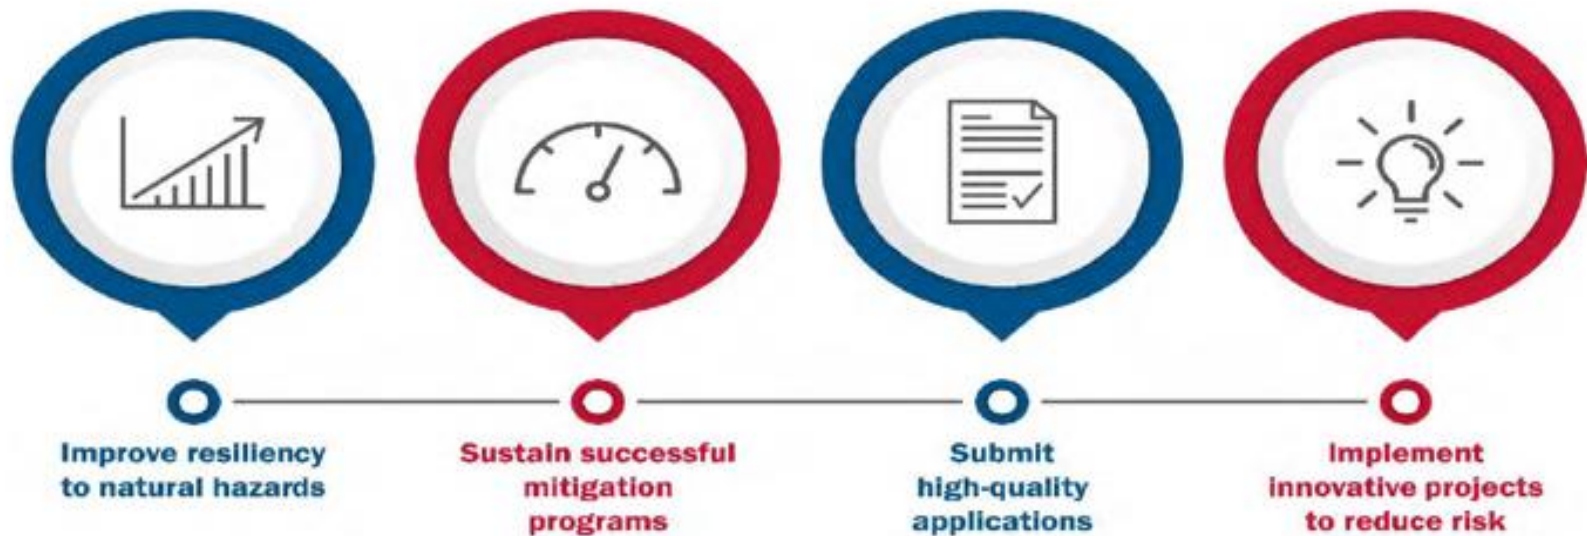 Improve resiliency
to natural hazards
Sustain successful
mitigation
programs
Submit
high-quality
applications
Implement
innovative projects
to reduce risk